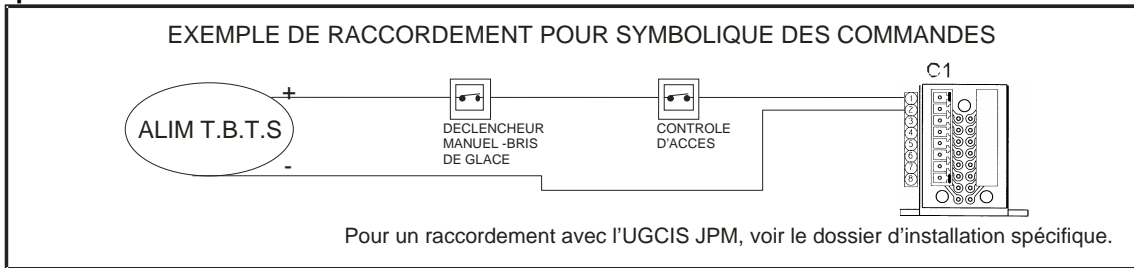 EXEMPLE DE RACCORDEMENT POUR SYMBOLIQUE DES COMMANDES
C1
+
ALIM T.B.T.S
-
DECLENCHEUR
MANUEL -BRIS
DE GLACE
CONTROLE
D'ACCES
1
2
3
4
5
6
7
8
Pour un raccordement avec l'UGCIS JPM, voir le dossier d'installation spécifique.